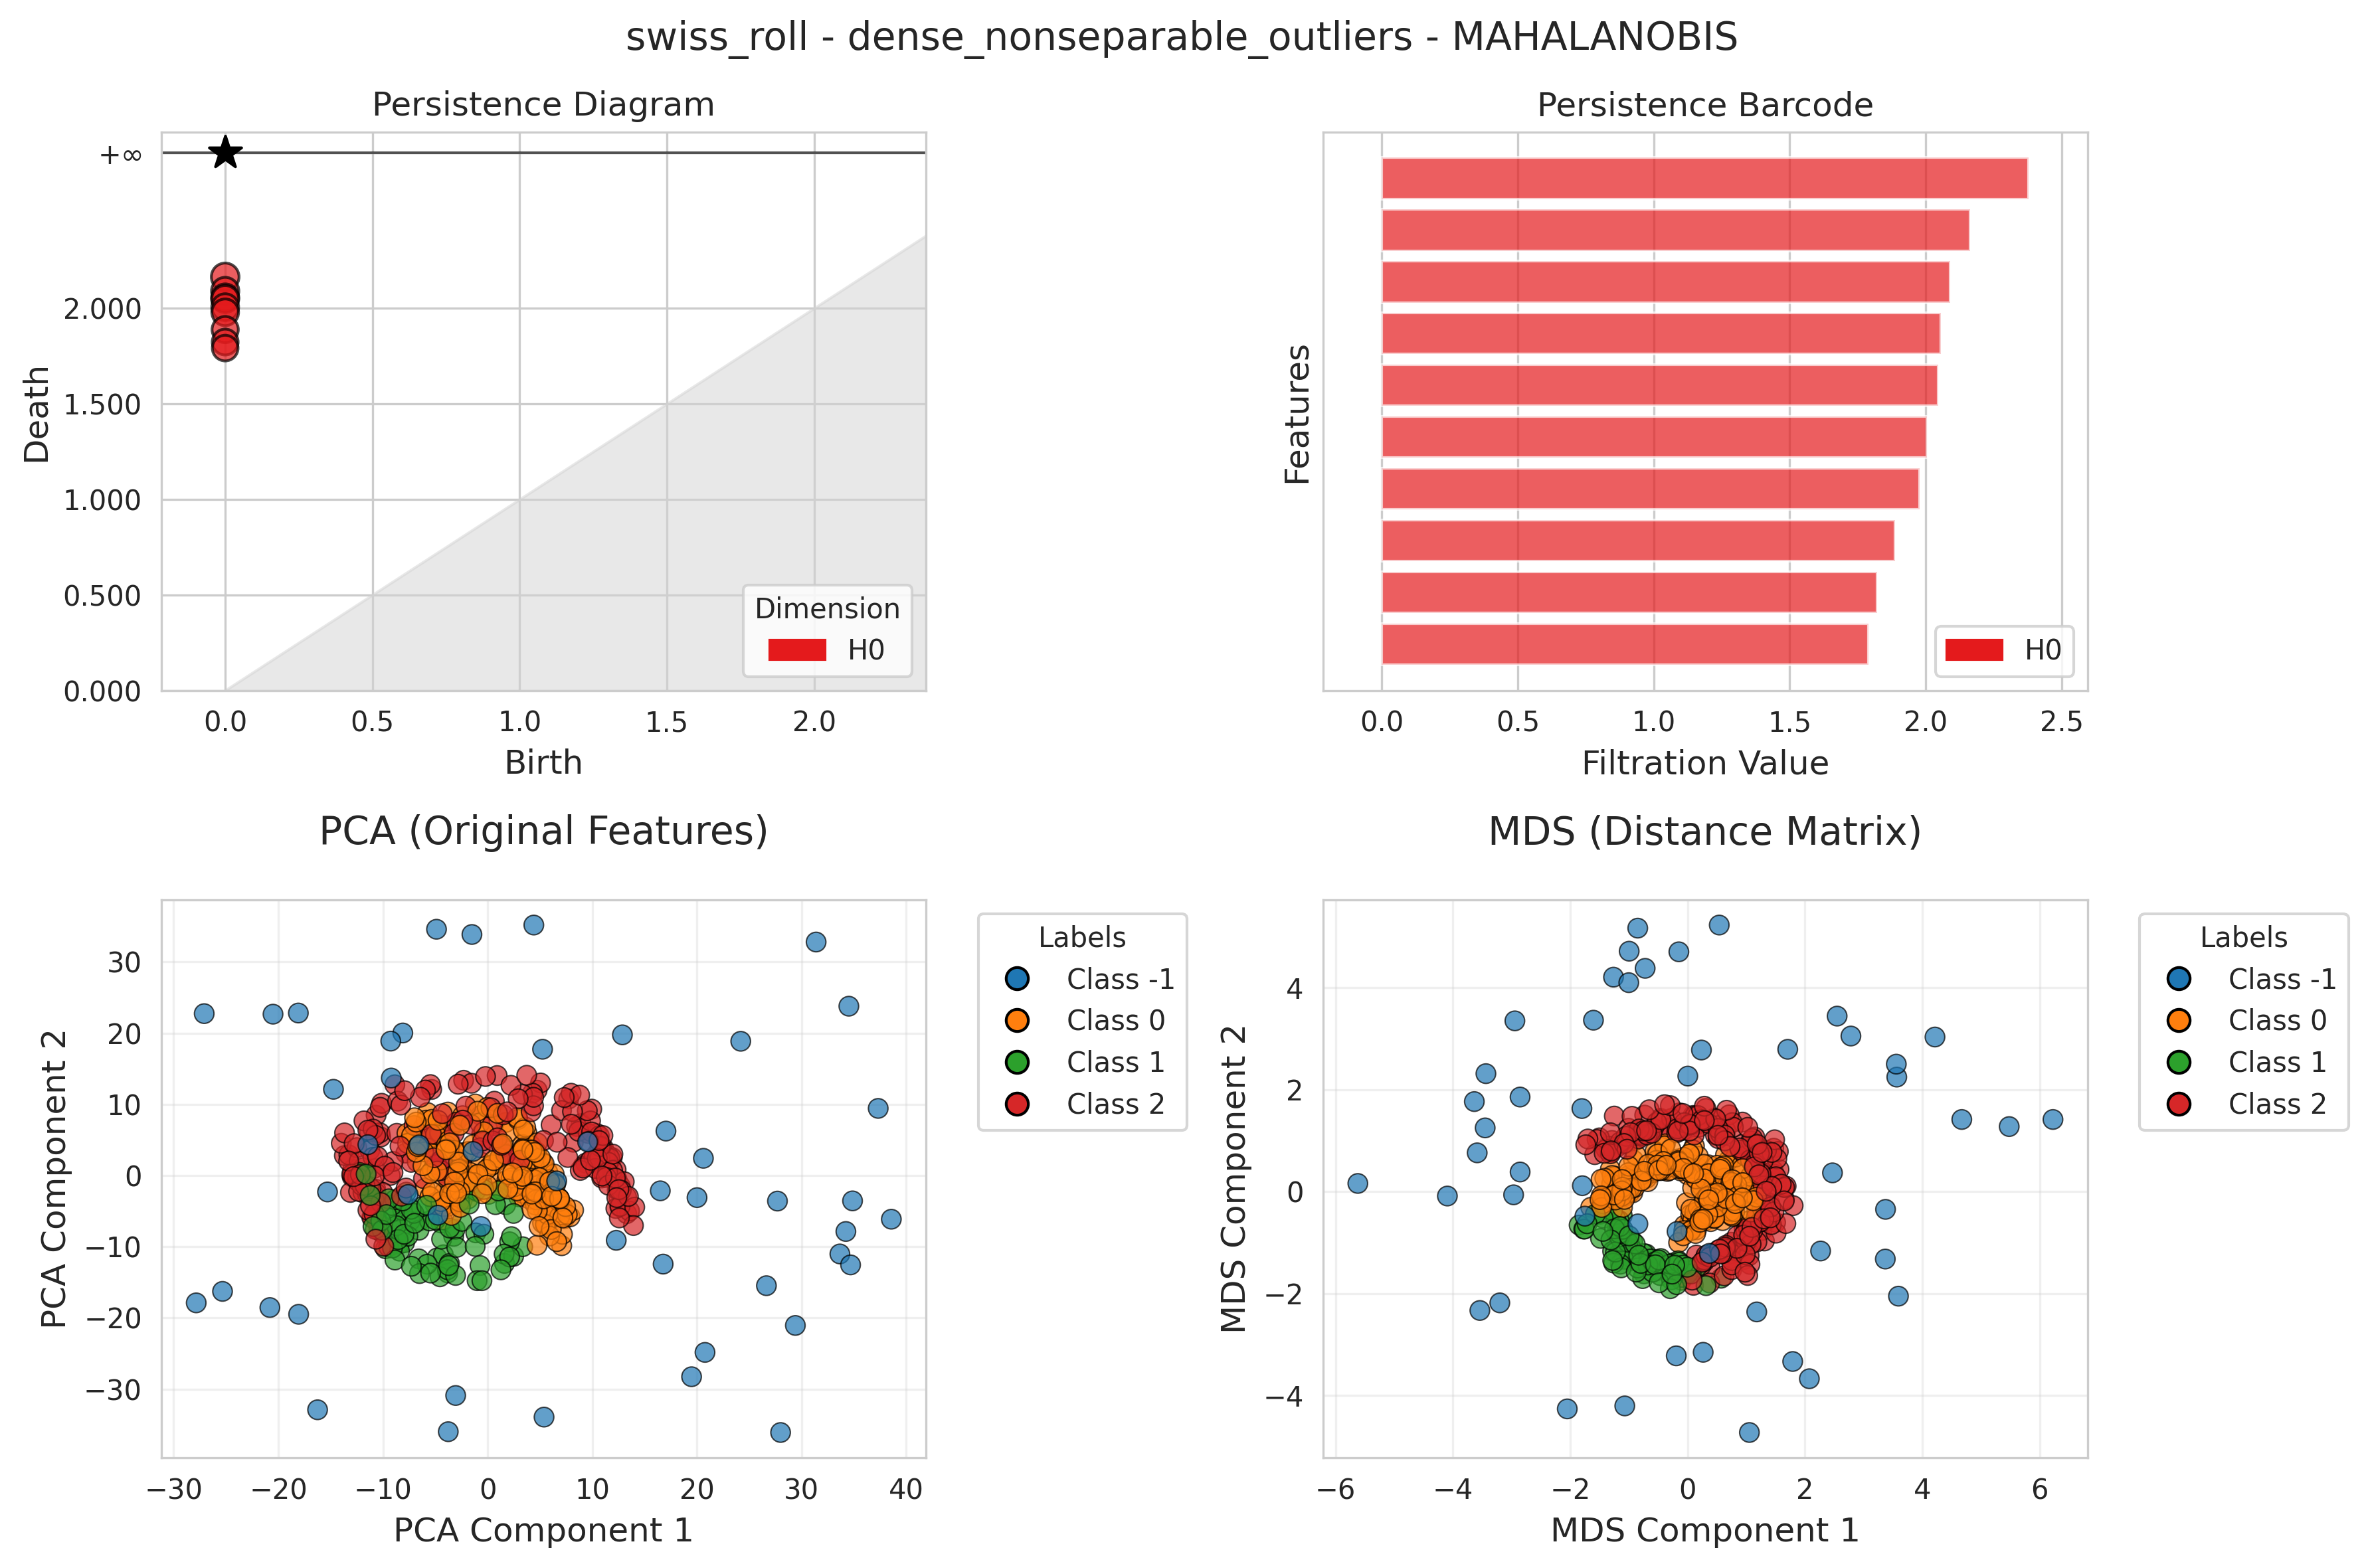 swiss_roll - dense_nonseparable_outliers - MAHALANOBIS
Persistence Diagram
+∞
2.000
1.500
1.000
0.500
0.000
Death
0.0 0.5 1.0 1.5 2.0
Birth
Dimension
H0
Persistence Barcode
Features
0.0 0.5 1.0 1.5 2.0 2.5
Filtration Value
H0
PCA (Original Features)
30
20
10
0
−10
−20
−30
PCA Component 2
−30 −20 −10 0 10 20 30 40
PCA Component 1
Labels
Class -1
Class 0
Class 1
Class 2
MDS (Distance Matrix)
4
2
0
−2
−4
MDS Component 2
−6 −4 −2 0 2 4 6
MDS Component 1
Labels
Class -1
Class 0
Class 1
Class 2